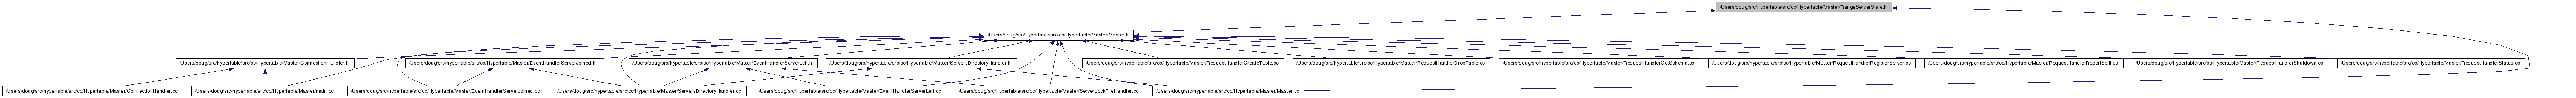 /Users/doug/src/hypertable/src/cc/Hypertable/Master/RangeServerState.h
/Users/doug/src/hypertable/src/cc/Hypertable/Master/Master.h
/Users/doug/src/hypertable/src/cc/Hypertable/Master/ConnectionHandler.h
/Users/doug/src/hypertable/src/cc/Hypertable/Master/EventHandlerServerJoined.h
/Users/doug/src/hypertable/src/cc/Hypertable/Master/EventHandlerServerLeft.h
/Users/doug/src/hypertable/src/cc/Hypertable/Master/ServersDirectoryHandler.h
/Users/doug/src/hypertable/src/cc/Hypertable/Master/RequestHandlerCreateTable.cc
/Users/doug/src/hypertable/src/cc/Hypertable/Master/RequestHandlerDropTable.cc
/Users/doug/src/hypertable/src/cc/Hypertable/Master/RequestHandlerGetSchema.cc
/Users/doug/src/hypertable/src/cc/Hypertable/Master/RequestHandlerRegisterServer.cc
/Users/doug/src/hypertable/src/cc/Hypertable/Master/RequestHandlerReportSplit.cc
/Users/doug/src/hypertable/src/cc/Hypertable/Master/RequestHandlerShutdown.cc
/Users/doug/src/hypertable/src/cc/Hypertable/Master/RequestHandlerStatus.cc
/Users/doug/src/hypertable/src/cc/Hypertable/Master/ConnectionHandler.cc
/Users/doug/src/hypertable/src/cc/Hypertable/Master/main.cc
/Users/doug/src/hypertable/src/cc/Hypertable/Master/EventHandlerServerJoined.cc
/Users/doug/src/hypertable/src/cc/Hypertable/Master/ServersDirectoryHandler.cc
/Users/doug/src/hypertable/src/cc/Hypertable/Master/EventHandlerServerLeft.cc
/Users/doug/src/hypertable/src/cc/Hypertable/Master/ServerLockFileHandler.cc
/Users/doug/src/hypertable/src/cc/Hypertable/Master/Master.cc